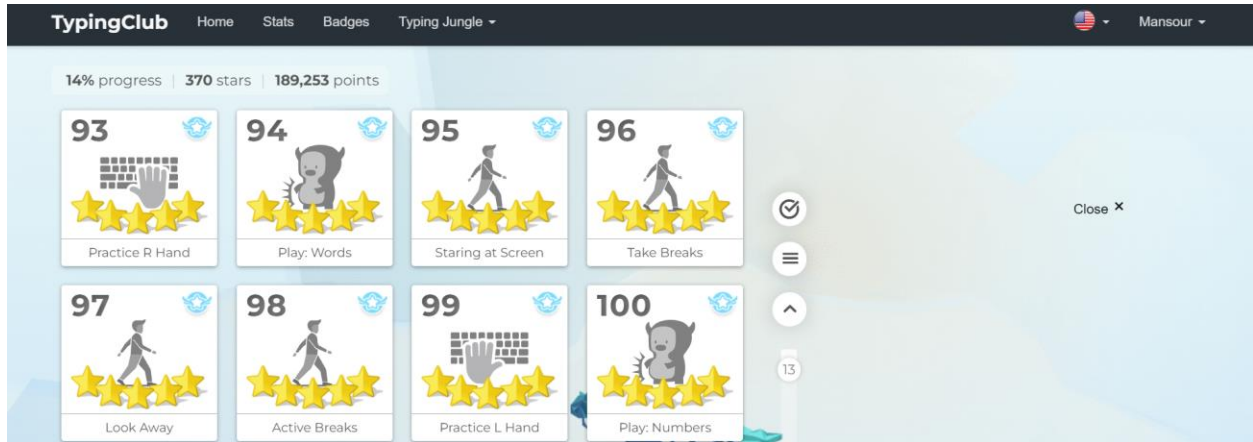 TypingClub Home Stats Badges Typing Jungle Mansour
14% progress | 370 stars | 189,253 points
93 94 95 96
Practice R Hand Play: Words Staring at Screen Take Breaks
Close ×
97 98 99 100
13
Look Away Active Breaks Practice L Hand Play: Numbers